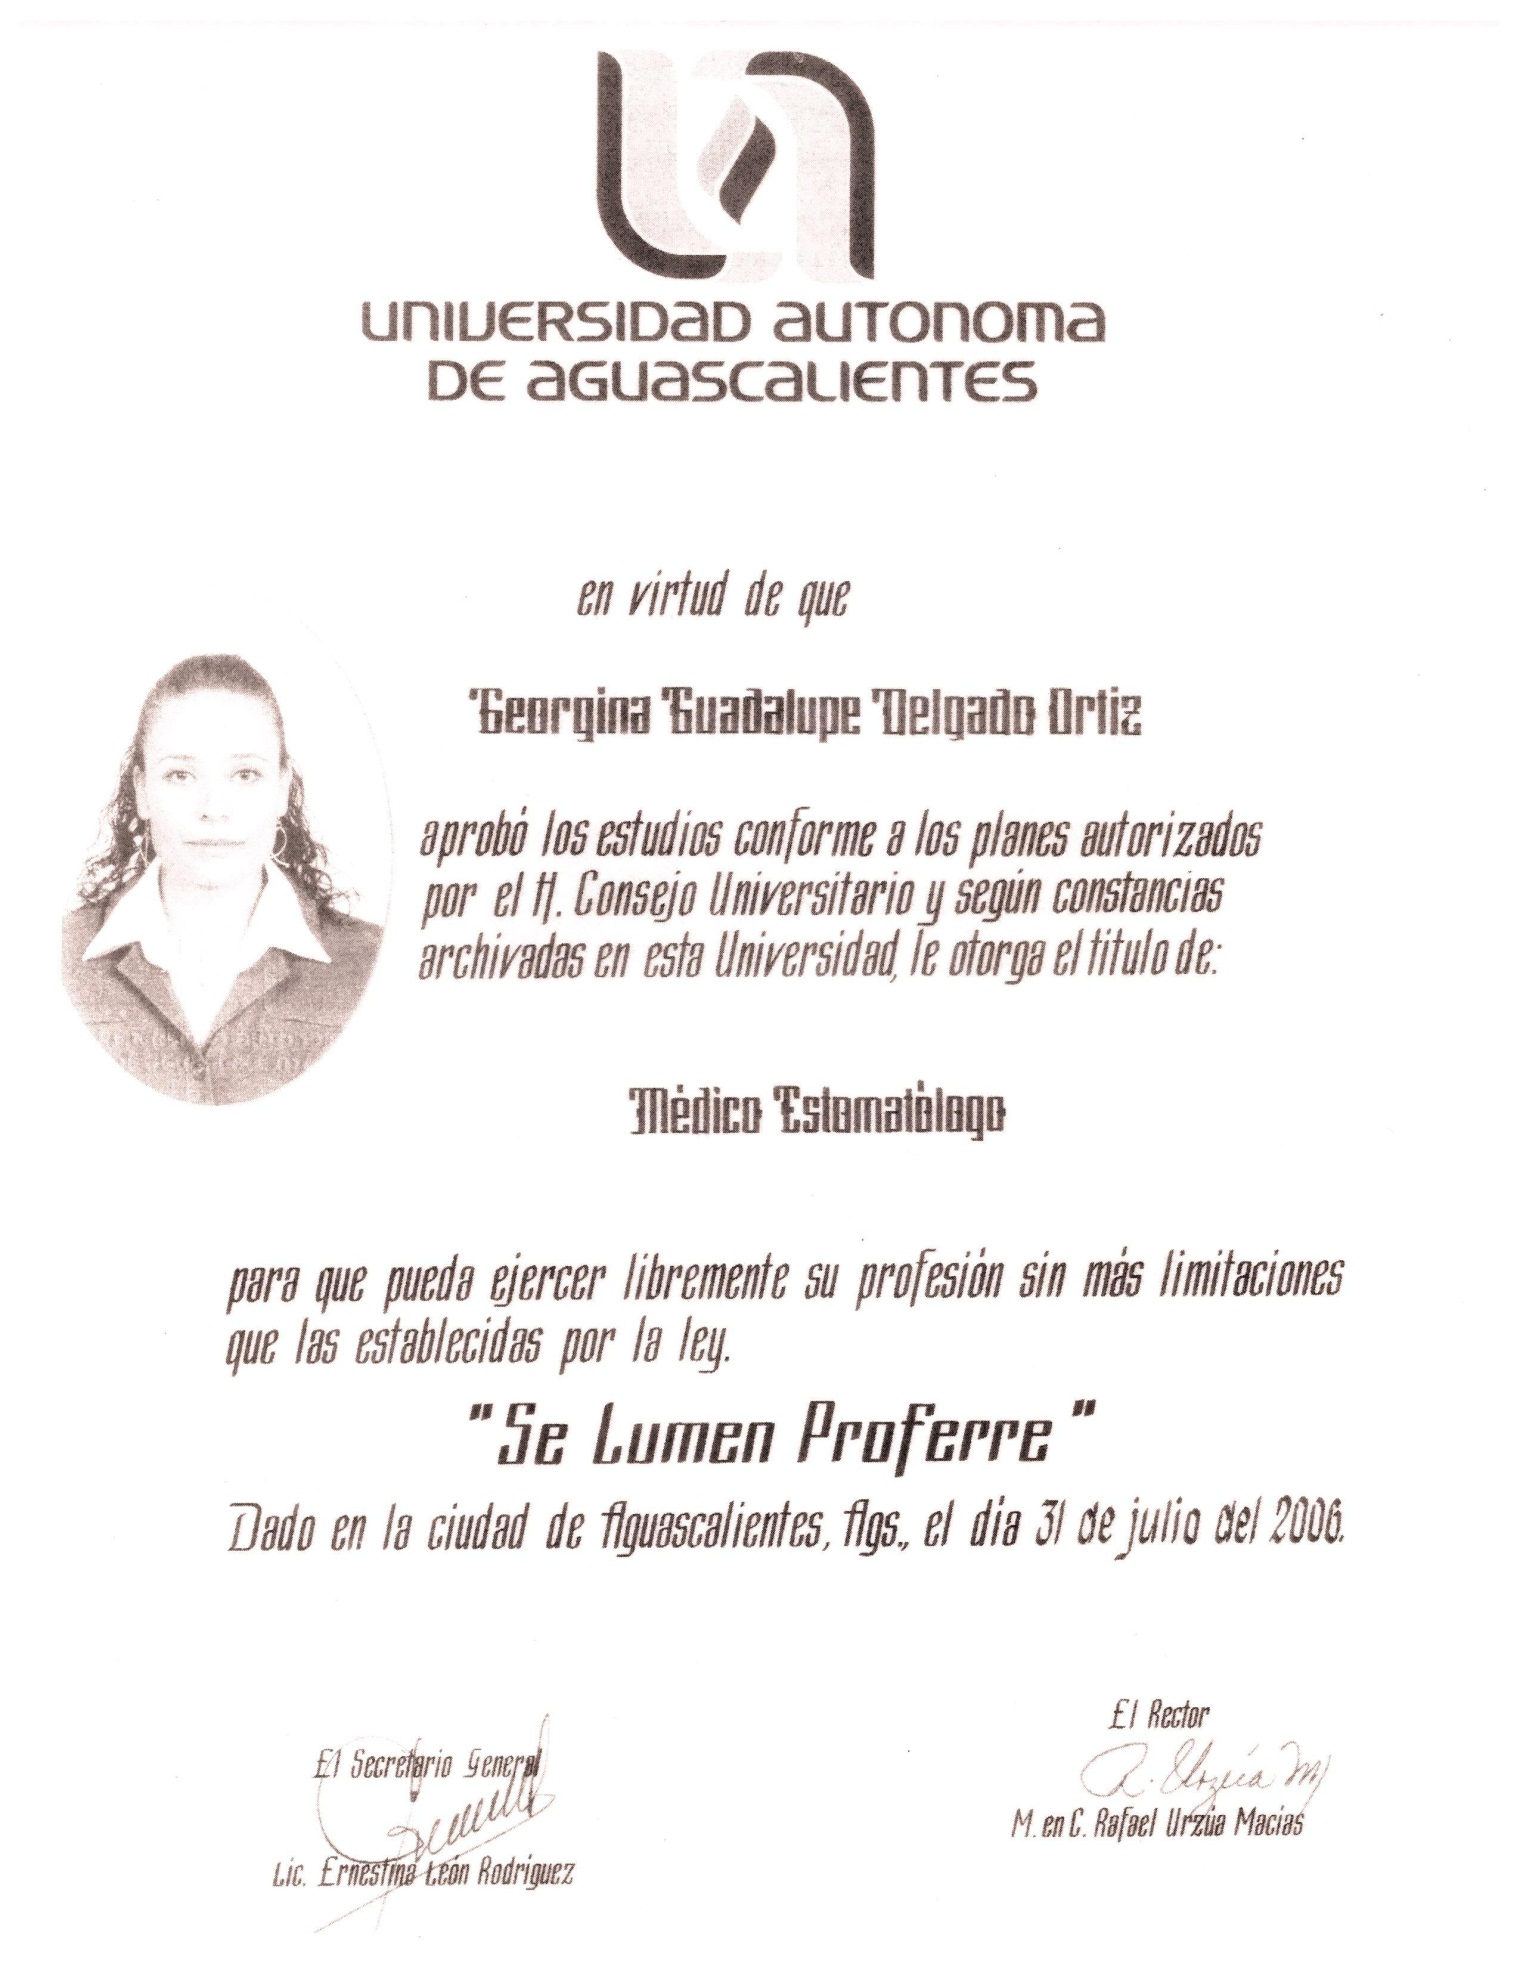 UNIVERSIDAD AUTONOMA
DE AGUASCALIENTES
en virtud de que
Georgina Guadalupe Delgado Ortiz
aprobó los estudios conforme a los planes autorizados
por el H. Consejo Universitario y según constancias
archivadas en esta Universidad, le otorga el titulo de:
Médico Estomatólogo
para que pueda ejercer libremente su profesión sin más limitaciones
que las establecidas por la ley.
"Se Lumen Proferre"
Dado en la ciudad de Aguascalientes, Ags., el dia 31 de julio del 2006.
El Secretario General
Lic. Ernestina León Rodriguez
El Rector
R. Urzúa M
M. en C. Rafael Urzúa Macias